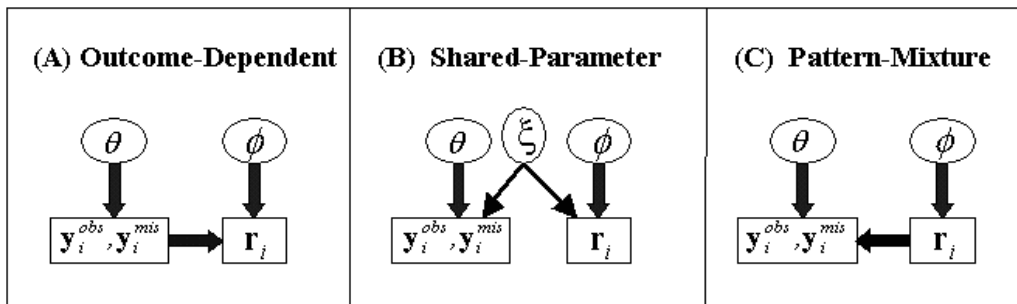 (A) Outcome-Dependent
θ ϕ
y_i^obs, y_i^mis r_i
(B) Shared-Parameter
θ ξ ϕ
y_i^obs, y_i^mis r_i
(C) Pattern-Mixture
θ ϕ
y_i^obs, y_i^mis r_i